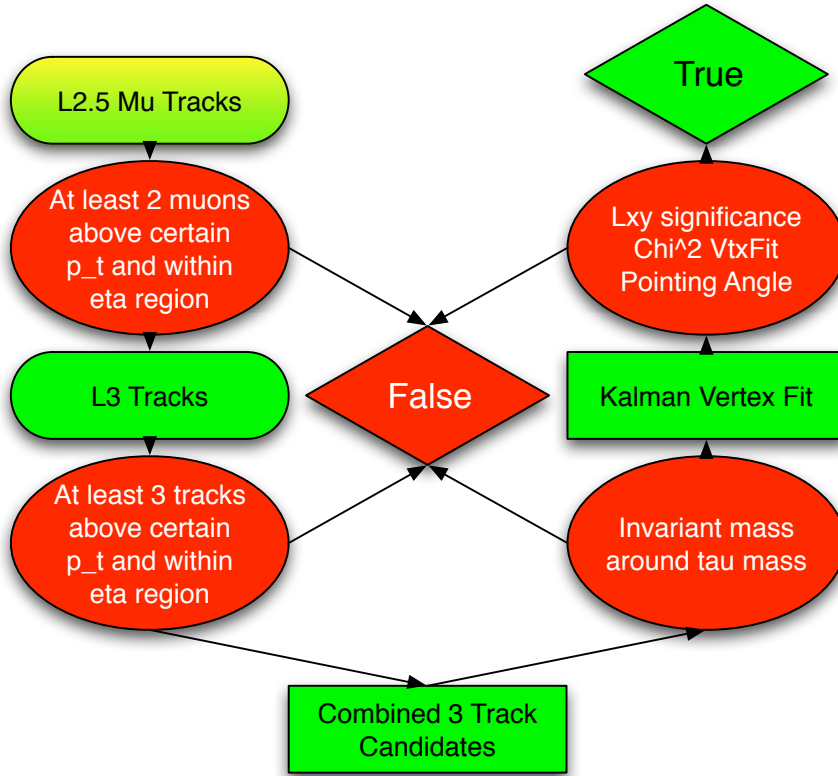 L2.5 Mu Tracks
At least 2 muons
above certain
p_t and within
eta region
L3 Tracks
At least 3 tracks
above certain
p_t and within
eta region
Combined 3 Track
Candidates
False
True
Lxy significance
Chi^2 VtxFit
Pointing Angle
Kalman Vertex Fit
Invariant mass
around tau mass